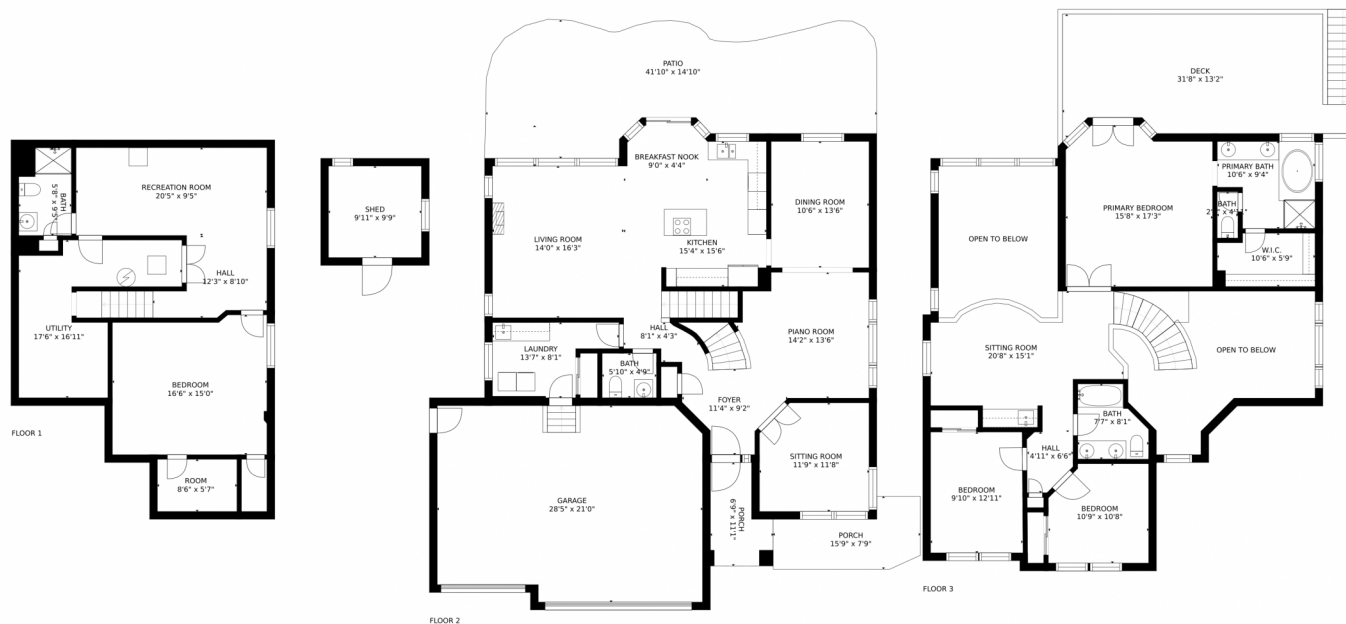 RECREATION ROOM
20'5" x 9'5"
BATH
5'8" x 9'5"
HALL
12'3" x 8'10"
UTILITY
17'6" x 16'11"
BEDROOM
16'6" x 15'0"
ROOM
8'6" x 5'7"
FLOOR 1
SHED
9'11" x 9'9"
PATIO
41'10" x 14'10"
BREAKFAST NOOK
9'0" x 4'4"
DINING ROOM
10'6" x 13'6"
LIVING ROOM
14'0" x 16'3"
KITCHEN
15'4" x 15'6"
HALL
8'1" x 4'3"
PIANO ROOM
14'2" x 13'6"
LAUNDRY
13'7" x 8'1"
BATH
5'10" x 4'9"
FOYER
11'4" x 9'2"
SITTING ROOM
11'9" x 11'8"
GARAGE
28'5" x 21'0"
PORCH
6'9" x 11'1"
PORCH
15'9" x 7'9"
FLOOR 2
DECK
31'8" x 13'2"
PRIMARY BATH
10'6" x 9'4"
PRIMARY BEDROOM
15'8" x 17'3"
BATH
OPEN TO BELOW
W.I.C.
10'6" x 5'9"
SITTING ROOM
20'8" x 15'1"
OPEN TO BELOW
BATH
7'7" x 8'1"
HALL
4'11" x 6'6"
BEDROOM
9'10" x 12'11"
BEDROOM
10'9" x 10'8"
FLOOR 3